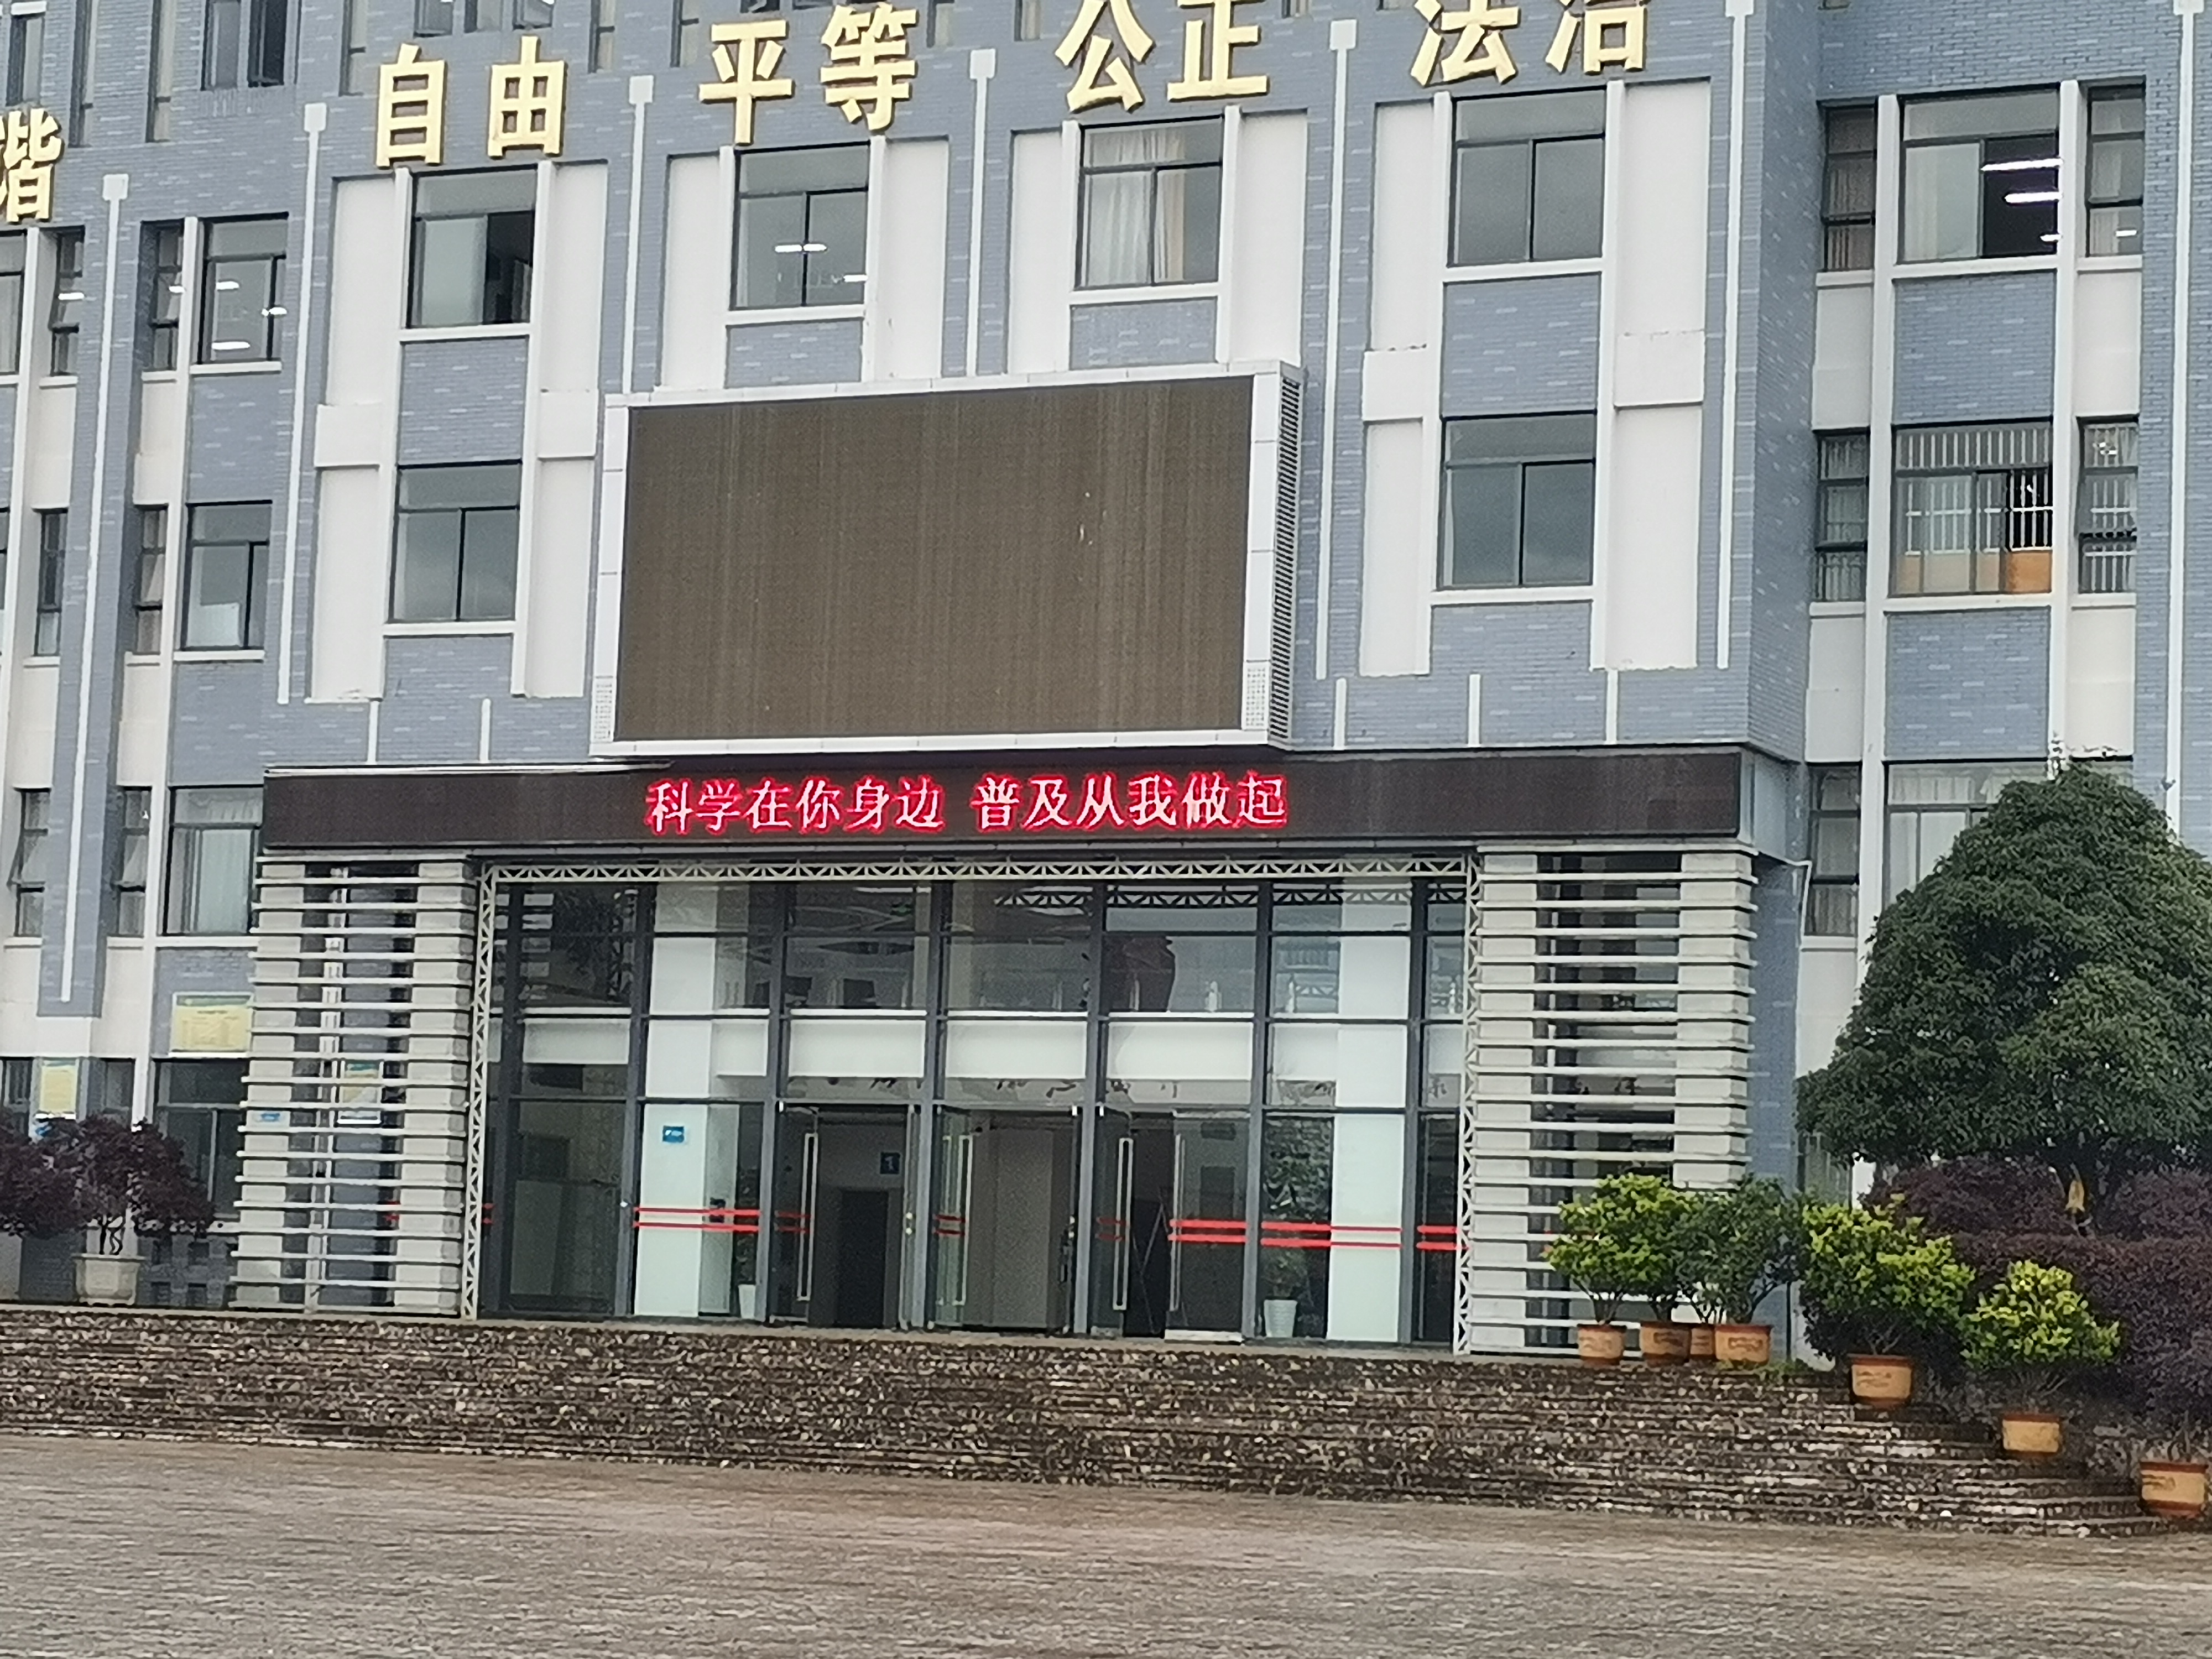 谐 自由 平等 公正 法治
科学在你身边 普及从我做起
1